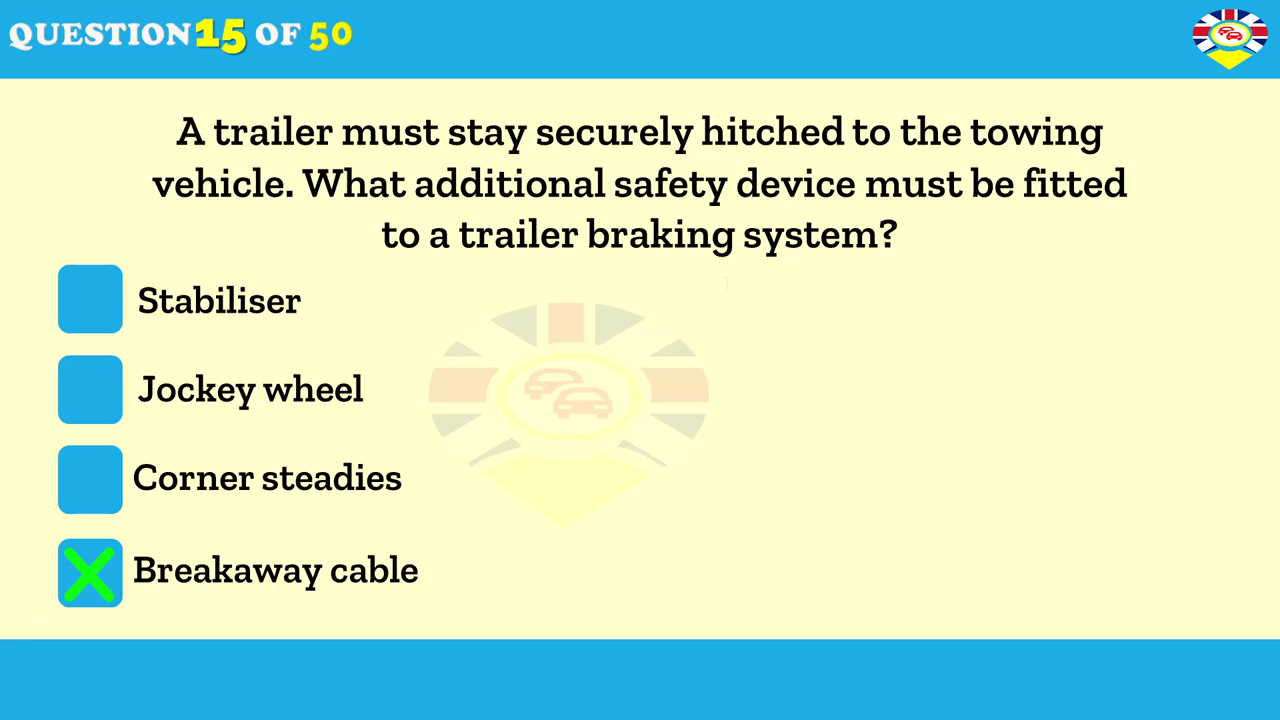 QUESTION 15 OF 50
A trailer must stay securely hitched to the towing
vehicle. What additional safety device must be fitted
to a trailer braking system?
Stabiliser
Jockey wheel
Corner steadies
Breakaway cable